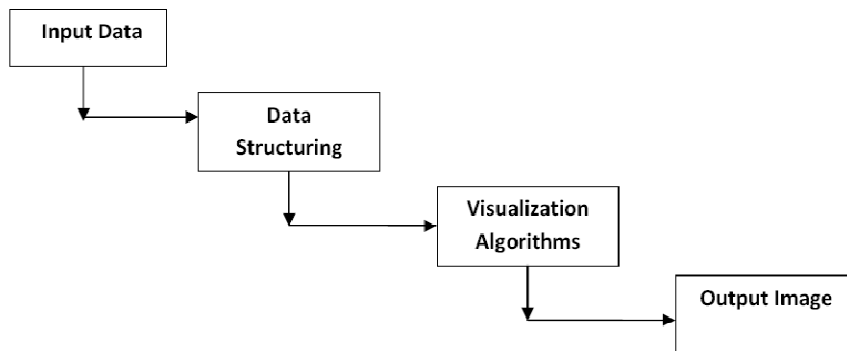 Input Data
Data
Structuring
Visualization
Algorithms
Output Image